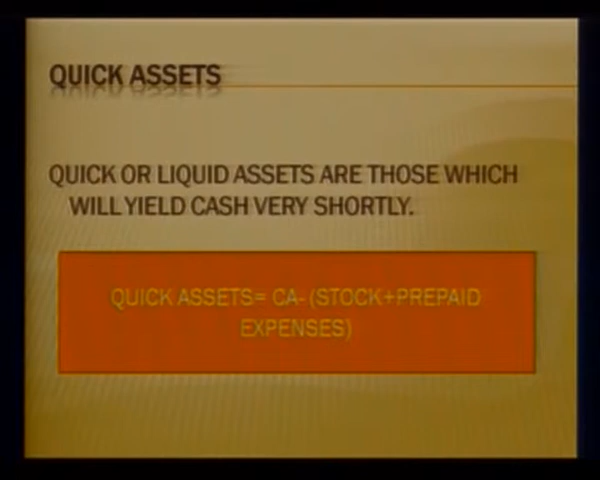 QUICK ASSETS
QUICK OR LIQUID ASSETS ARE THOSE WHICH
WILL YIELD CASH VERY SHORTLY.
QUICK ASSETS= CA- (STOCK+PREPAID
EXPENSES)